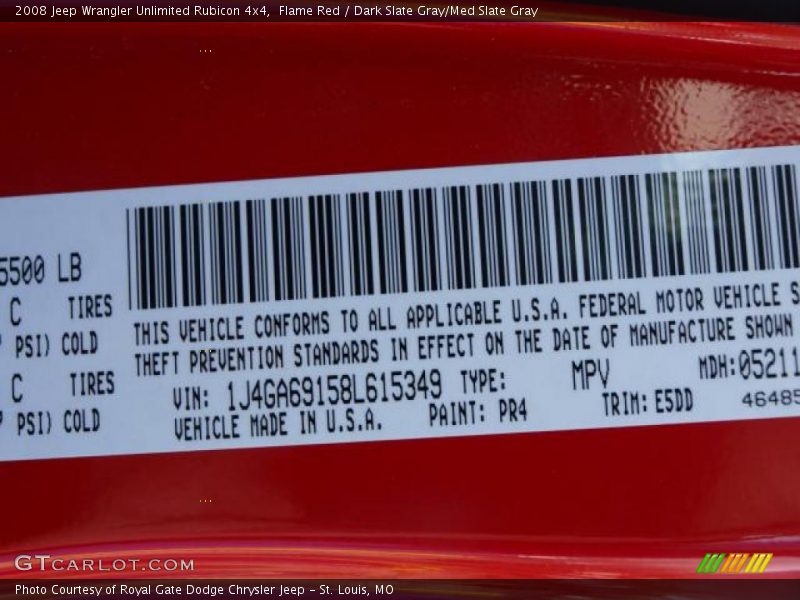 2008 Jeep Wrangler Unlimited Rubicon 4x4,  Flame Red / Dark Slate Gray/Med Slate Gray
5500 LB
C TIRES
PSI) COLD
C TIRES
PSI) COLD
THIS VEHICLE CONFORMS TO ALL APPLICABLE U.S.A. FEDERAL MOTOR VEHICLE S
THEFT PREVENTION STANDARDS IN EFFECT ON THE DATE OF MANUFACTURE SHOWN
VIN: 1J4GA69158L615349 TYPE: MPV MDH:05211
VEHICLE MADE IN U.S.A. PAINT: PR4 TRIM: E5DD 46485
GTCARLOT.COM
Photo Courtesy of Royal Gate Dodge Chrysler Jeep – St. Louis, MO